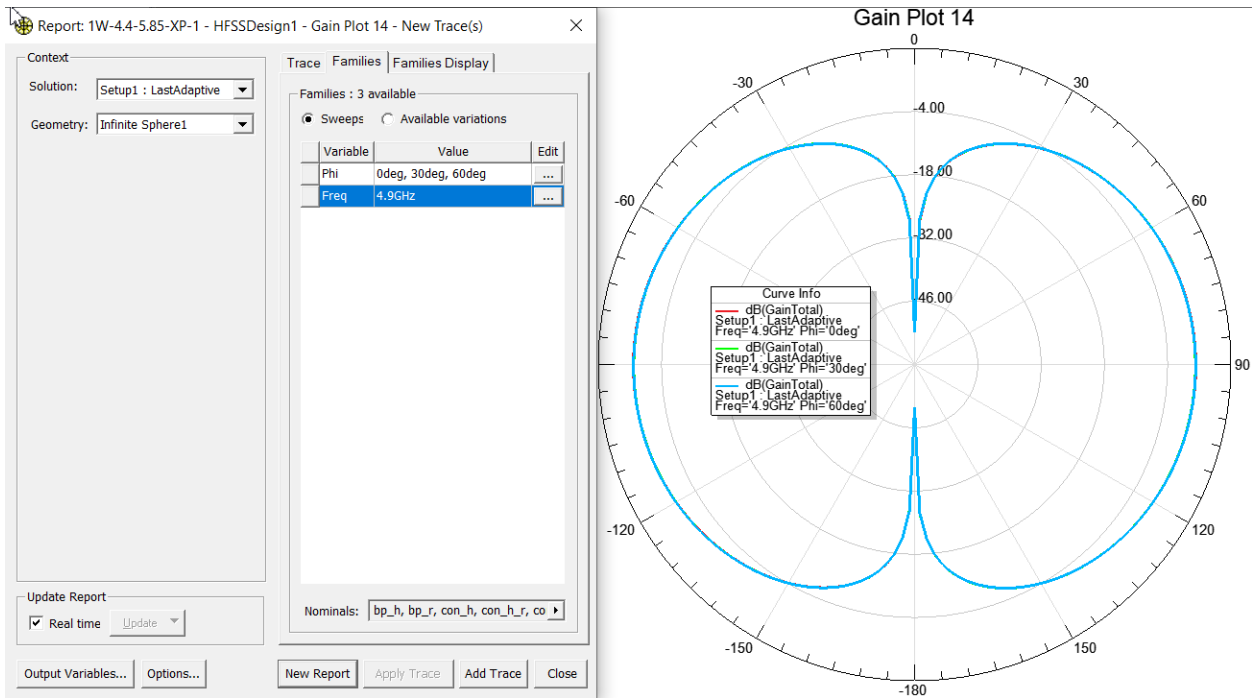 Report: 1W-4.4-5.85-XP-1 - HFSSDesign1 - Gain Plot 14 - New Trace(s)
Context
Solution: Setup1 : LastAdaptive
Geometry: Infinite Sphere1
Trace Families Families Display
Families : 3 available
Sweeps Available variations
Variable Value Edit
Phi 0deg, 30deg, 60deg ...
Freq 4.9GHz ...
Nominals: bp_h, bp_r, con_h, con_h_r, co
Update Report
Real time Update
Output Variables... Options... New Report Apply Trace Add Trace Close
Gain Plot 14
0
-30 30
-4.00
-18.00
-60 60
-32.00
-46.00
90
Curve Info
dB(GainTotal)
Setup1 : LastAdaptive
Freq='4.9GHz' Phi='0deg'
dB(GainTotal)
Setup1 : LastAdaptive
Freq='4.9GHz' Phi='30deg'
dB(GainTotal)
Setup1 : LastAdaptive
Freq='4.9GHz' Phi='60deg'
-120 120
-150 150
-180